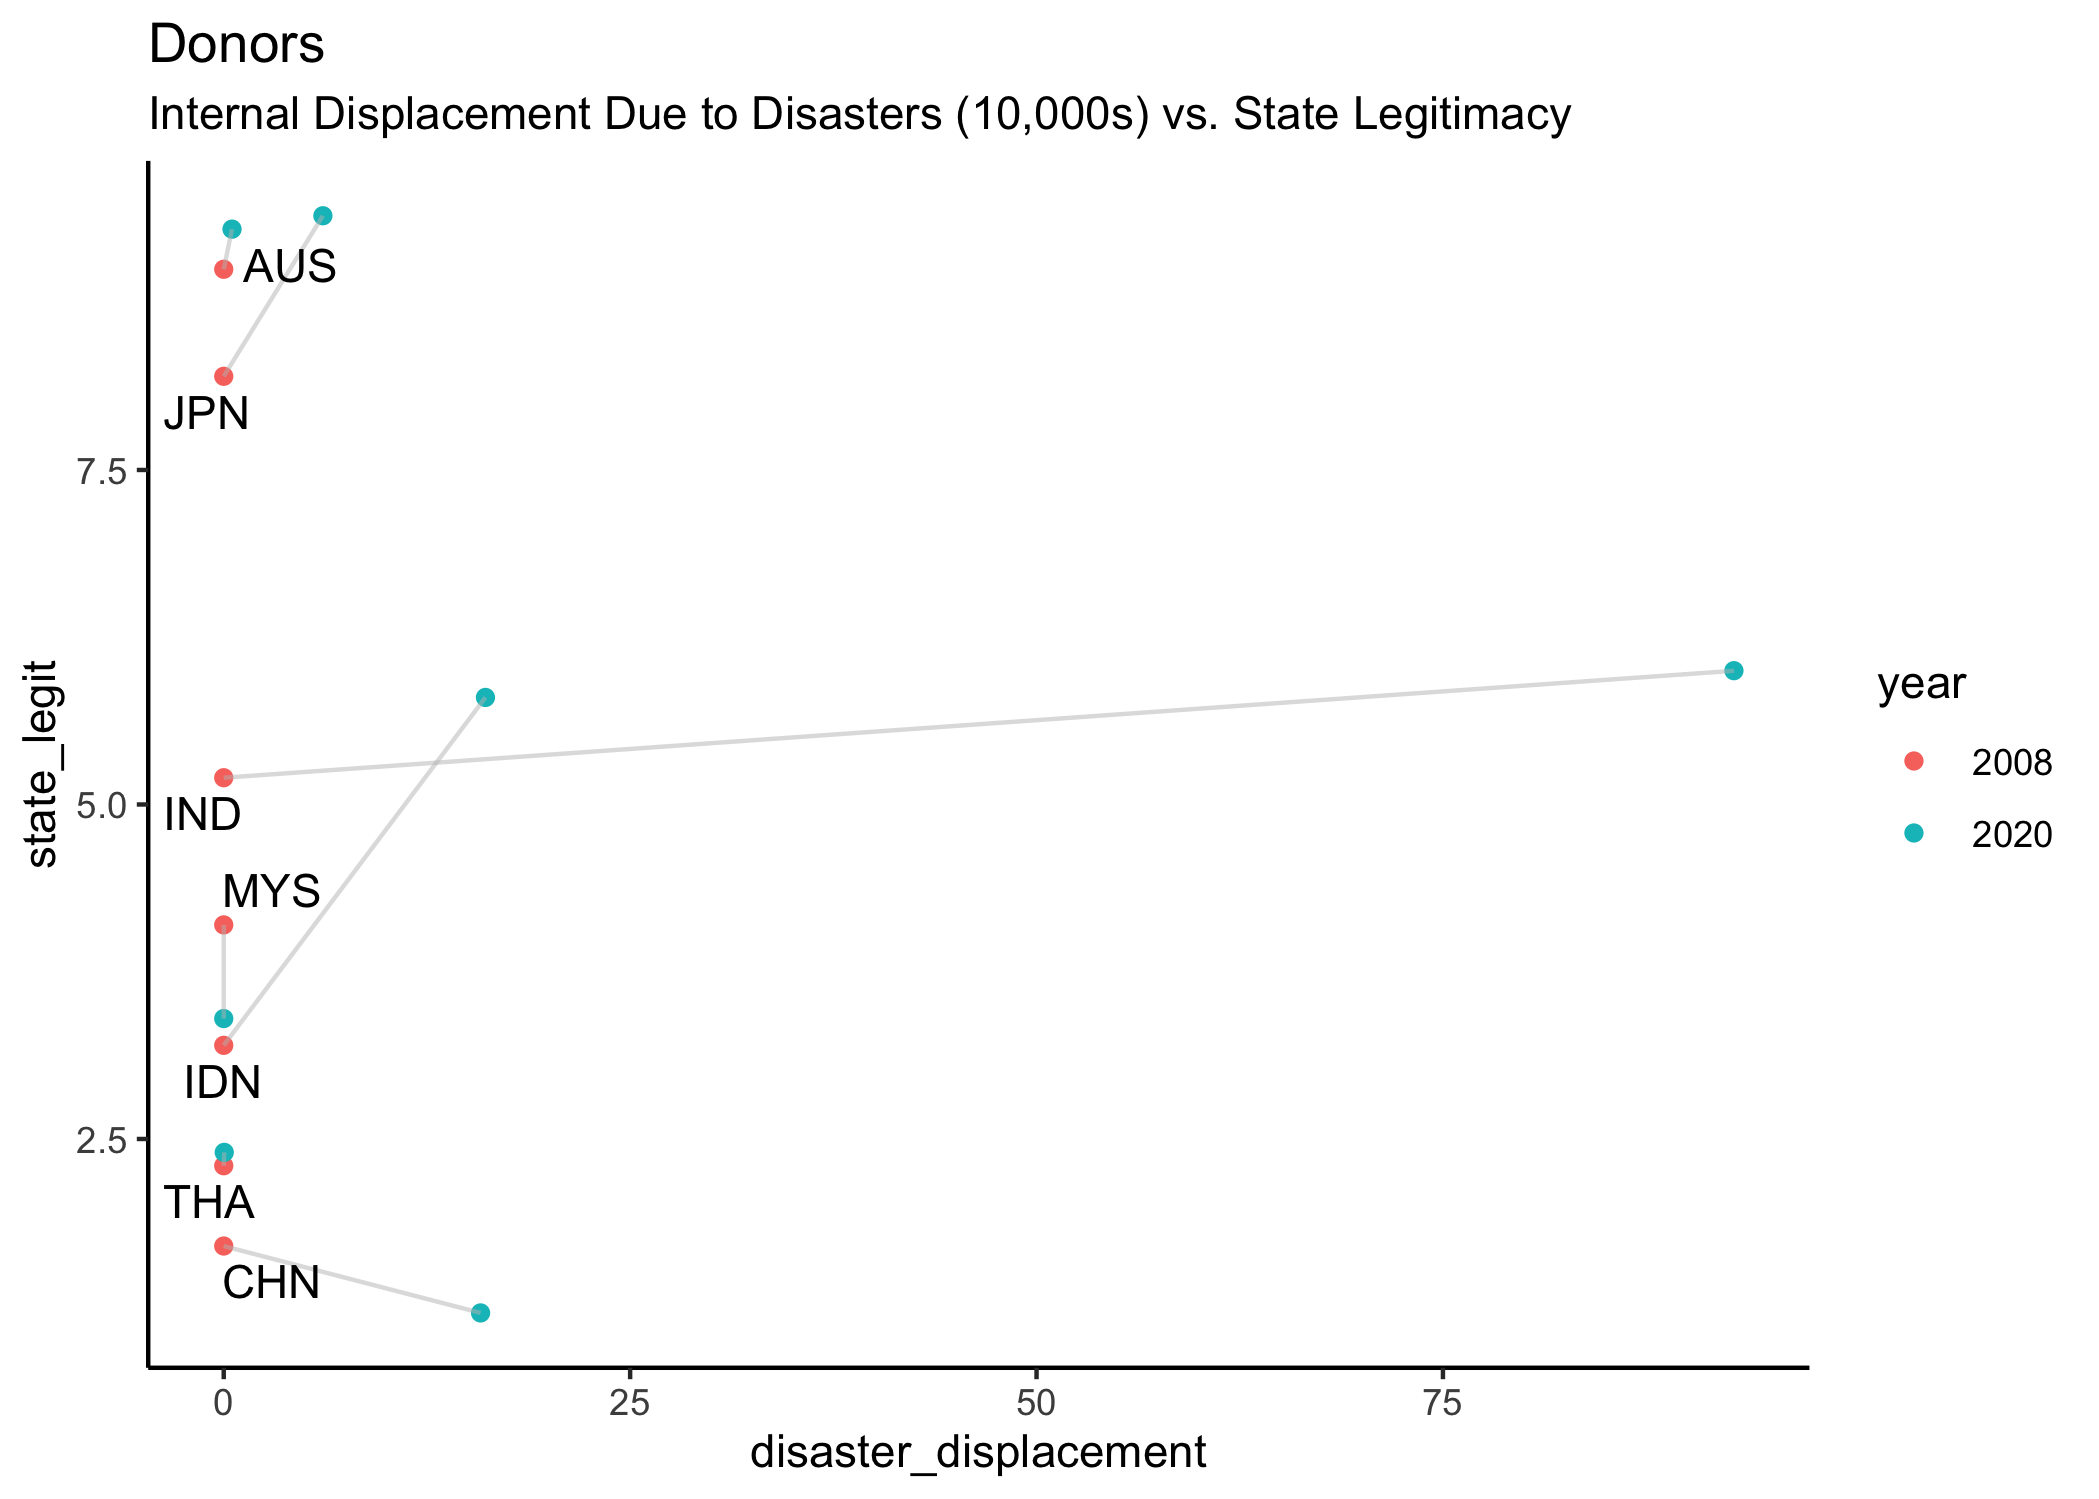 Donors
Internal Displacement Due to Disasters (10,000s) vs. State Legitimacy
AUS
JPN
7.5
state_legit
IND
5.0
MYS
IDN
2.5
THA
CHN
year
2008
2020
0 25 50 75
disaster_displacement